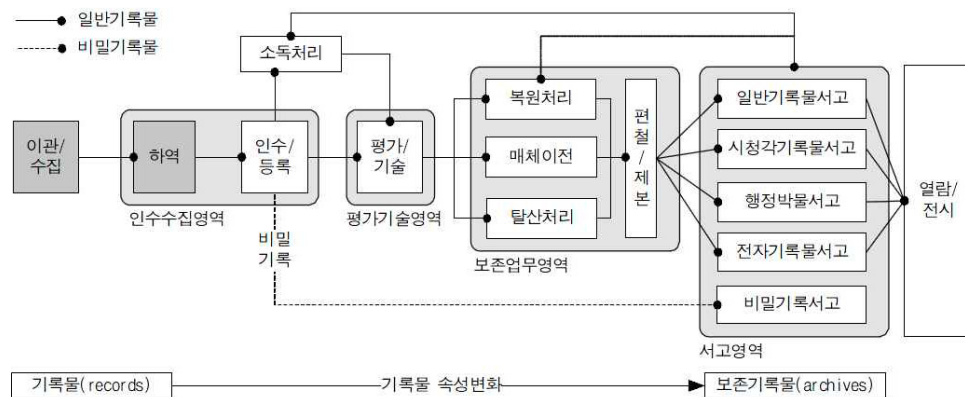 일반기록물
비밀기록물
소독처리
이관/
수집
하역
인수/
등록
인수수집영역
평가/
기술
평가기술영역
비밀
기록
복원처리
매체이전
탈산처리
편
철
/
제
본
보존업무영역
일반기록물서고
시청각기록물서고
행정박물서고
전자기록물서고
비밀기록서고
서고영역
열람/
전시
기록물(records)
기록물 속성변화
보존기록물(archives)